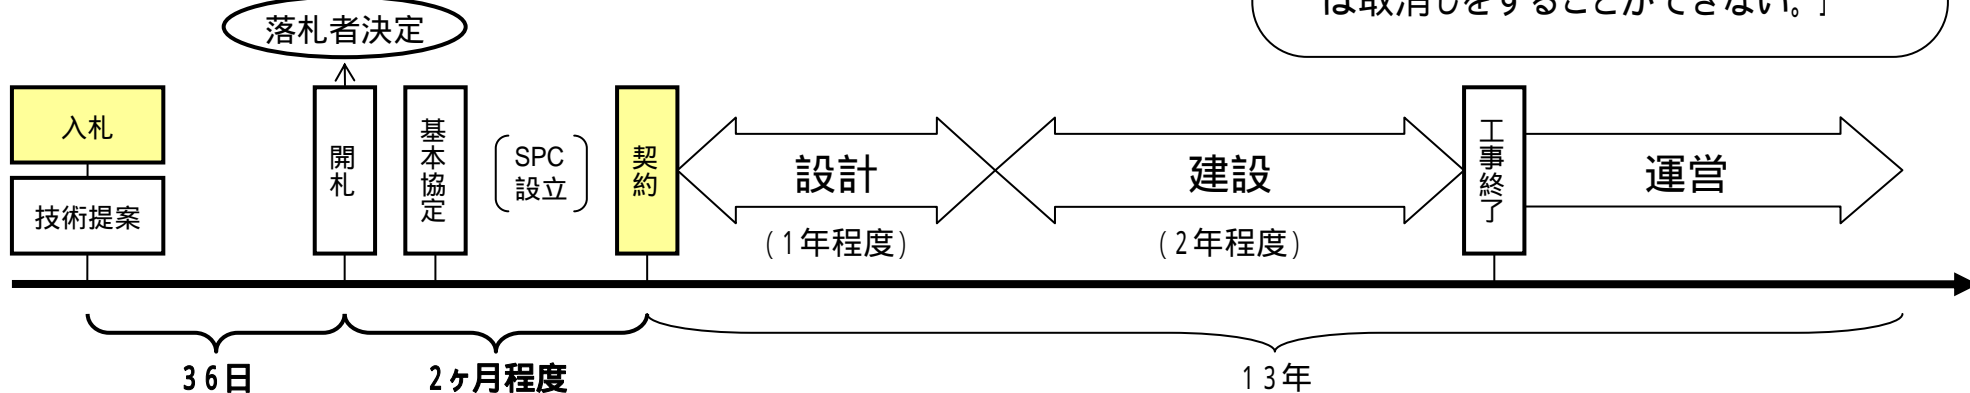 は取消しをすることができない。」
落札者決定
入札
技術提案
開札
基本協定
SPC
設立
契約
設計
(1年程度)
建設
(2年程度)
工事終了
運営
36日
2ヶ月程度
13年